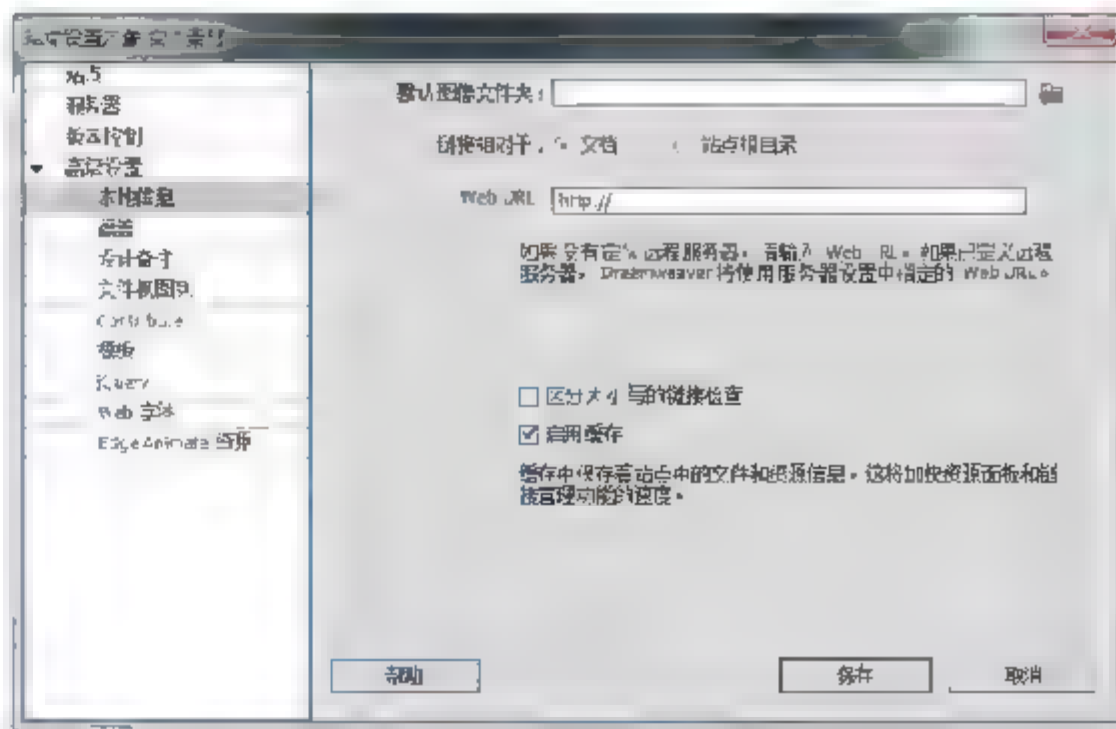 站点设置对象
站点
服务器
版本控制
高级设置
本地信息
遮盖
设计备注
文件视图列
Contribute
模板
jQuery
Web 字体
Edge Animate 资源
默认图像文件夹：
链接相对于： 文档 站点根目录
Web URL http://
如果没有定义远程服务器，请输入 Web URL。如果已定义远程
服务器，Dreamweaver 将使用服务器设置中指定的 Web URL。
区分大小写的链接检查
启用缓存
缓存中保存着站点中的文件和资源信息。这将加快资源面板和链
接管理功能的速度。
帮助 保存 取消